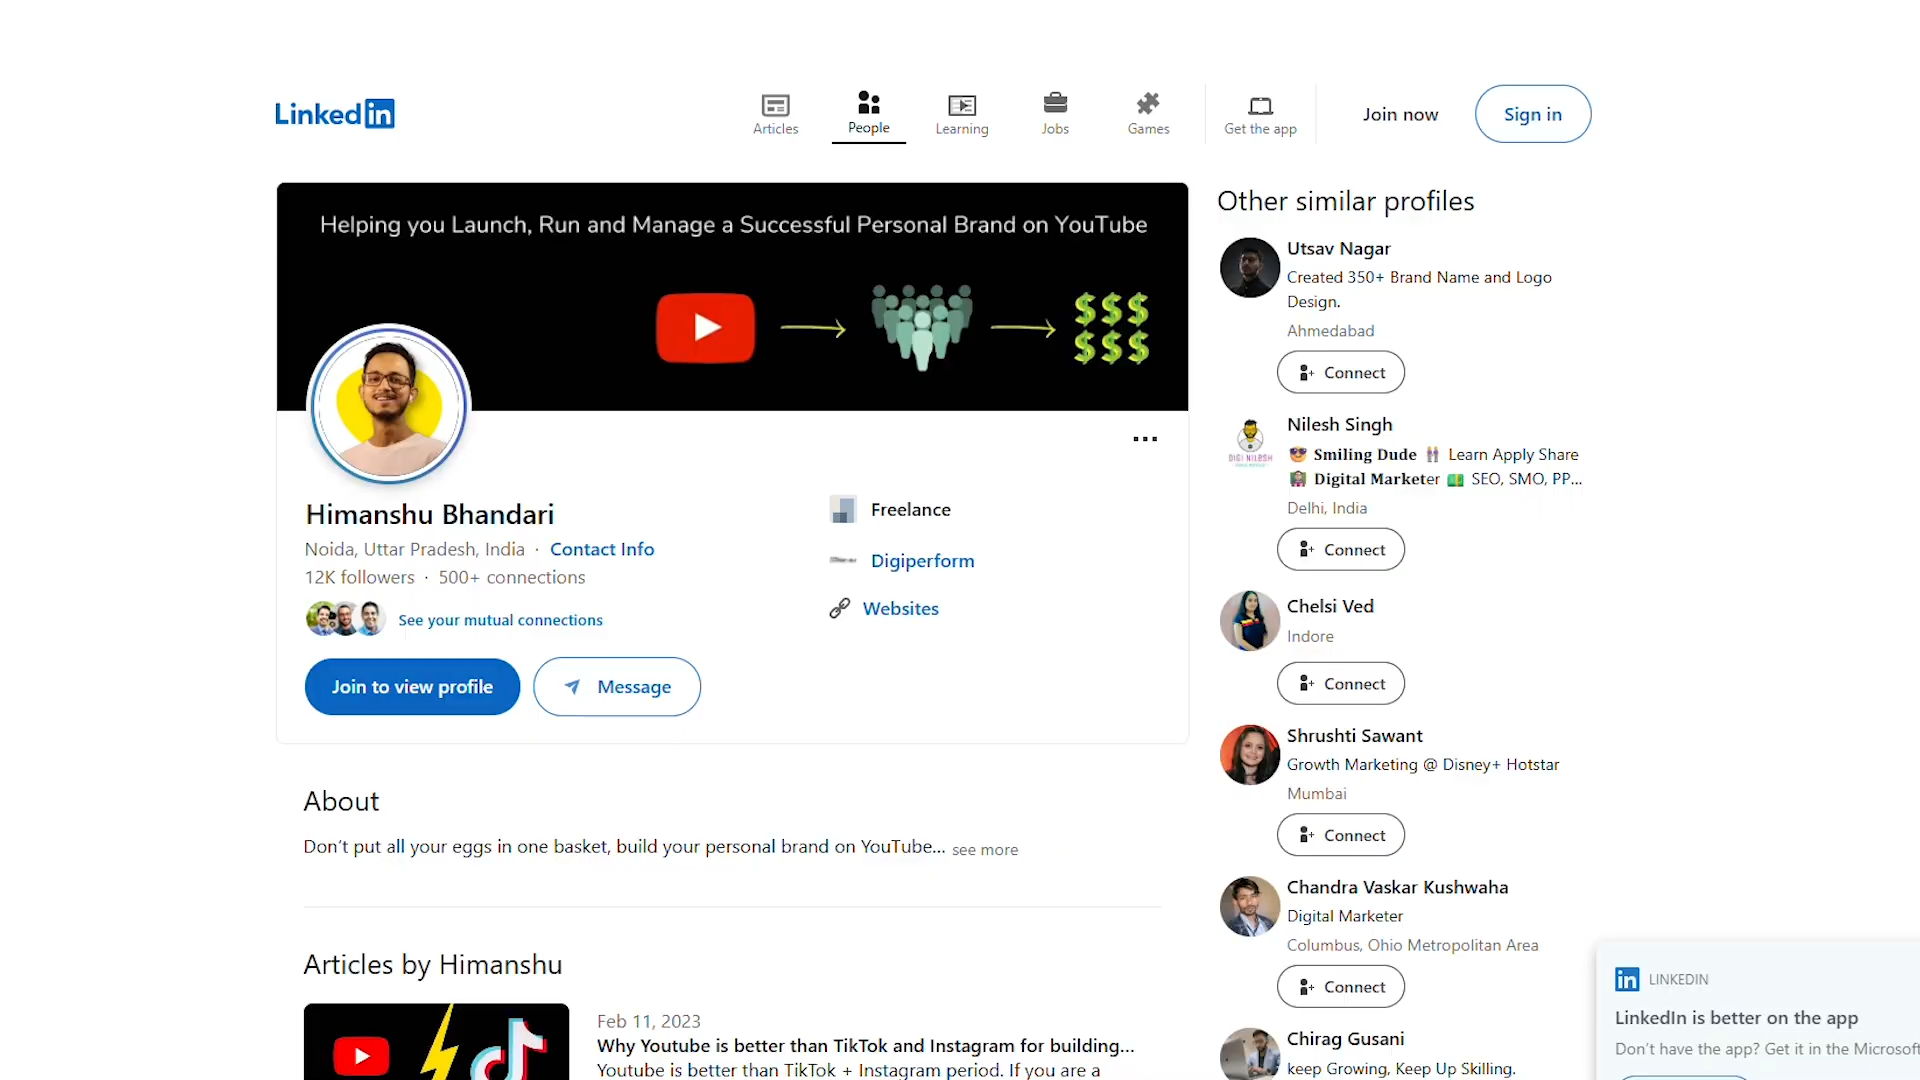 Linked in
Articles
People
Learning
Jobs
Games
Get the app
Join now
Sign in
Helping you Launch, Run and Manage a Successful Personal Brand on YouTube
Himanshu Bhandari
Noida, Uttar Pradesh, India · Contact Info
12K followers · 500+ connections
See your mutual connections
Join to view profile
Message
Freelance
Digiperform
Websites
About
Don't put all your eggs in one basket, build your personal brand on YouTube... see more
Articles by Himanshu
Feb 11, 2023
Why Youtube is better than TikTok and Instagram for building...
Youtube is better than TikTok + Instagram period. If you are a
Other similar profiles
Utsav Nagar
Created 350+ Brand Name and Logo
Design.
Ahmedabad
Connect
DIGI NILESH
Nilesh Singh
😎 Smiling Dude 👬 Learn Apply Share
Digital Marketer 💵 SEO, SMO, PP...
Delhi, India
Connect
Chelsi Ved
Indore
Connect
Shrushti Sawant
Growth Marketing @ Disney+ Hotstar
Mumbai
Connect
Chandra Vaskar Kushwaha
Digital Marketer
Columbus, Ohio Metropolitan Area
Connect
Chirag Gusani
keep Growing, Keep Up Skilling.
in LINKEDIN
LinkedIn is better on the app
Don't have the app? Get it in the Microsoft